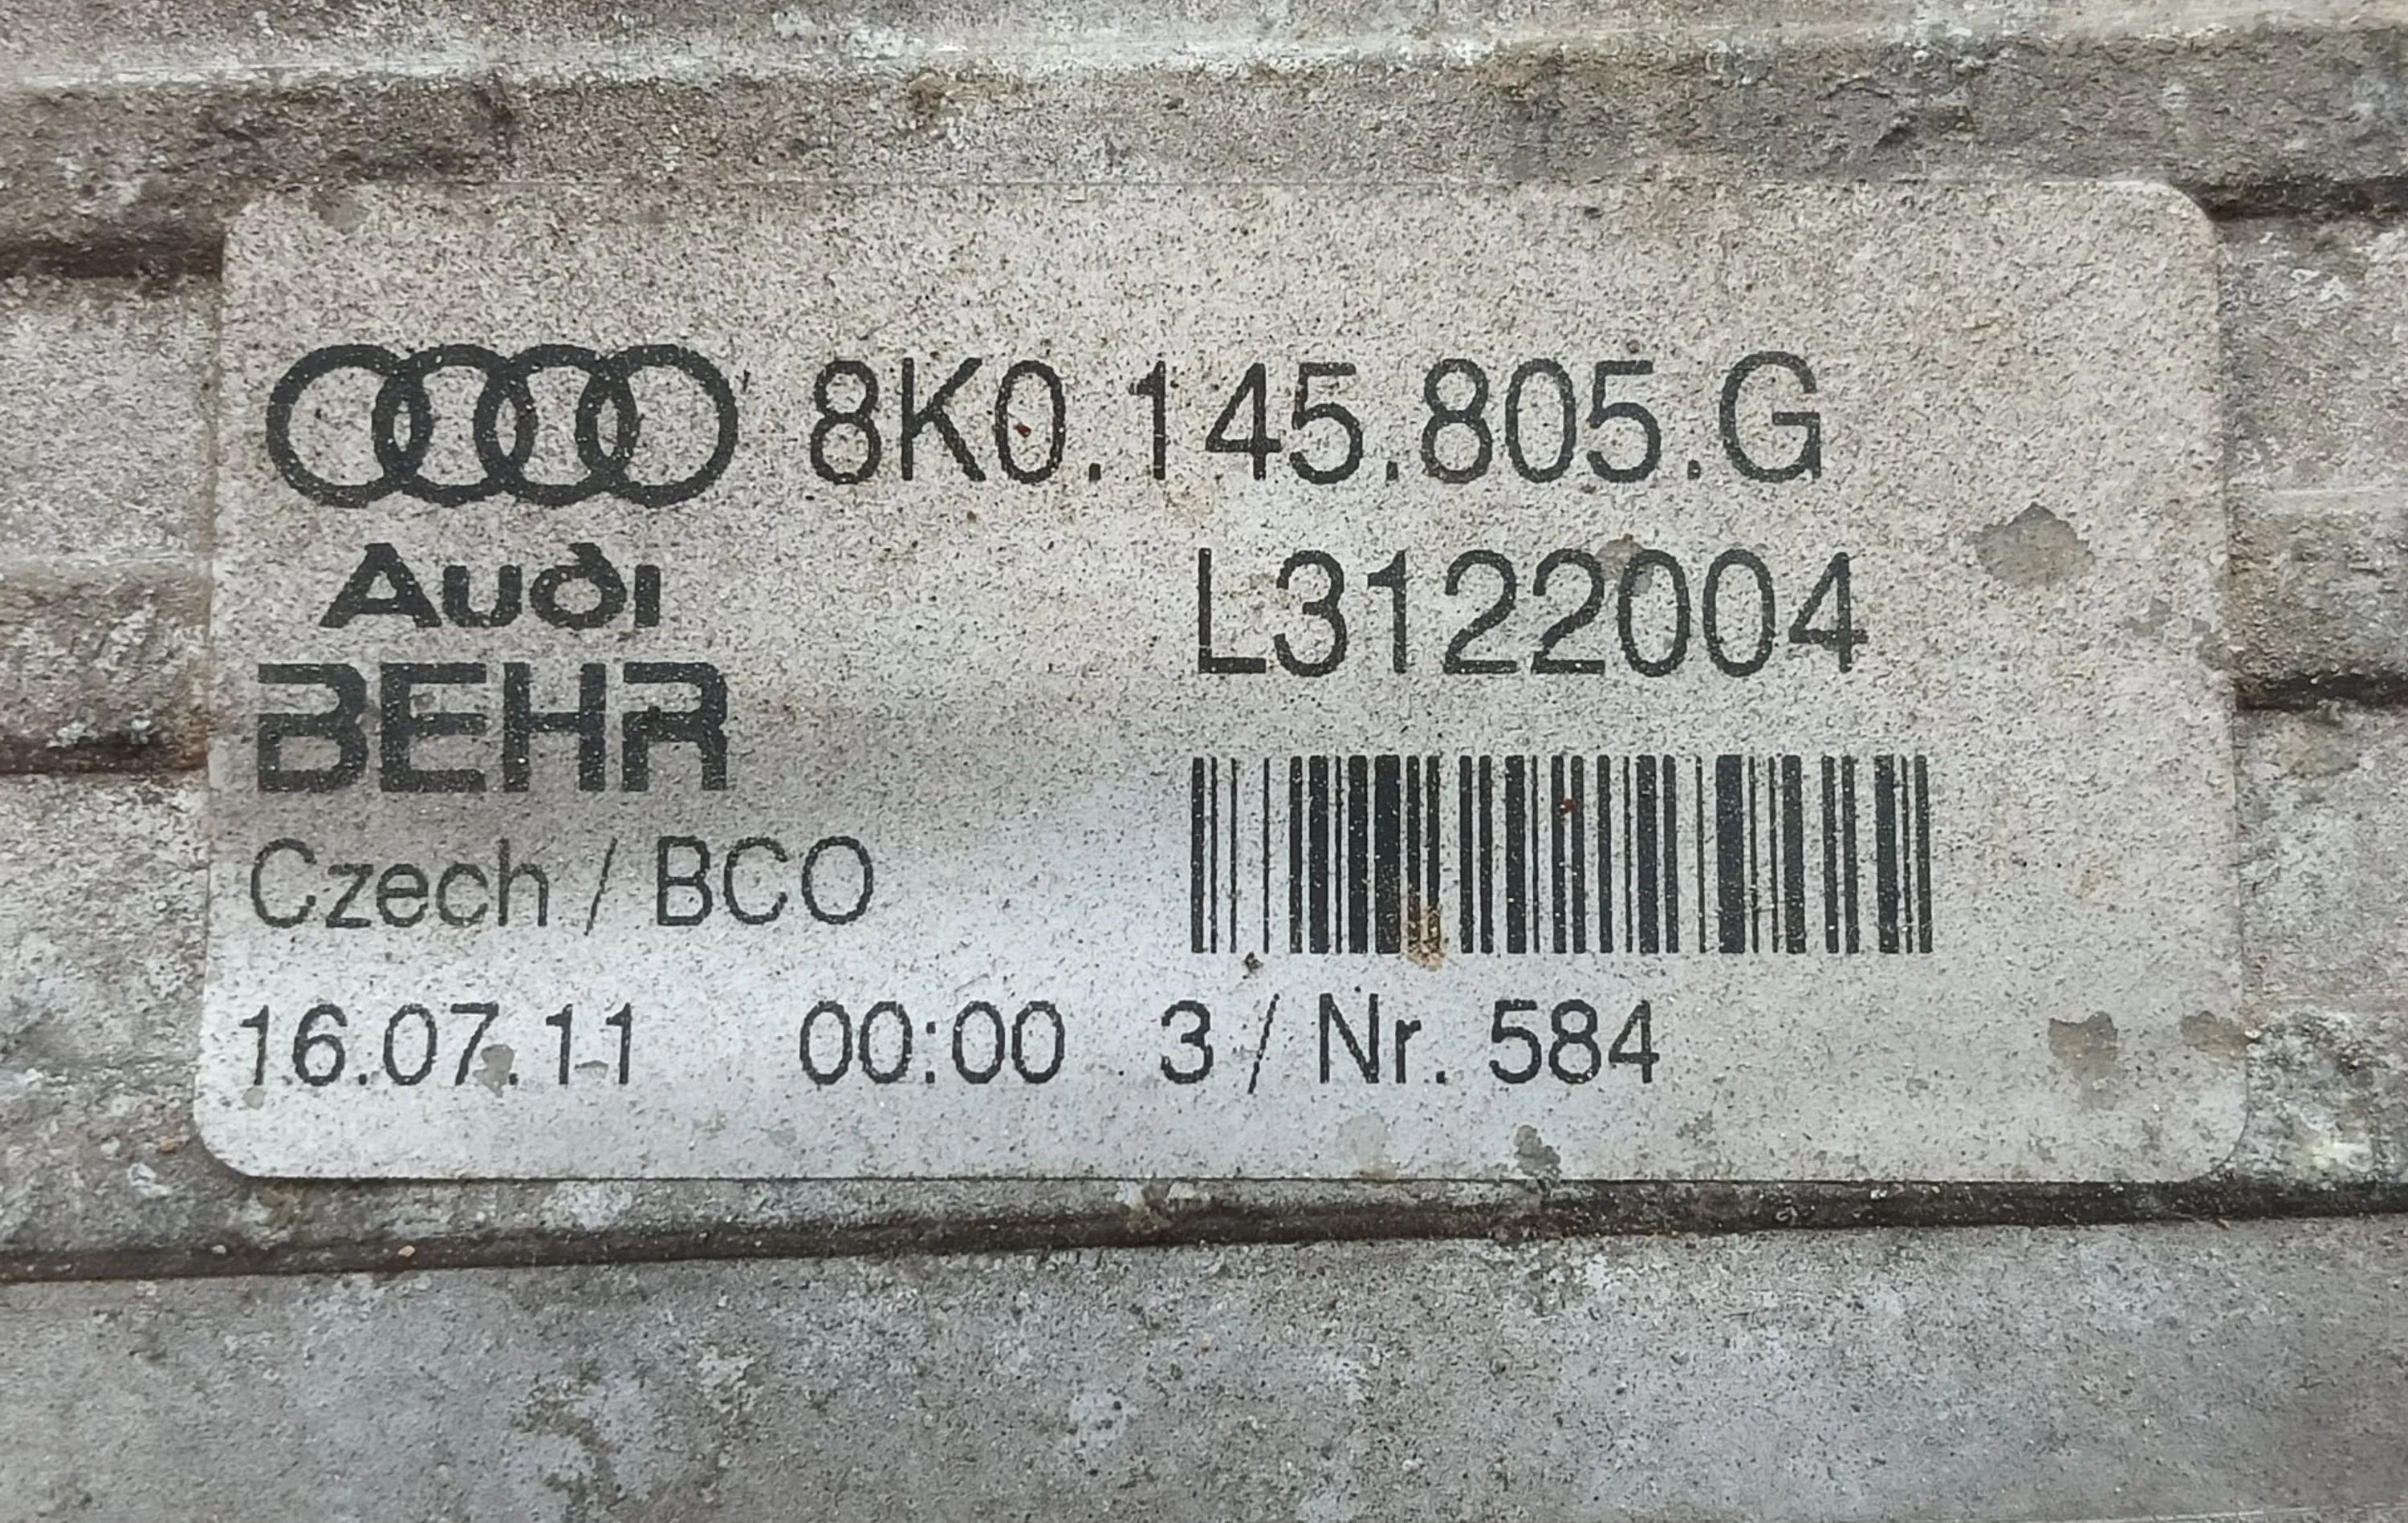 8K0.145.805.G
Audi
L3122004
BEHR
Czech / BCO
16.07.11 00:00 3 / Nr. 584